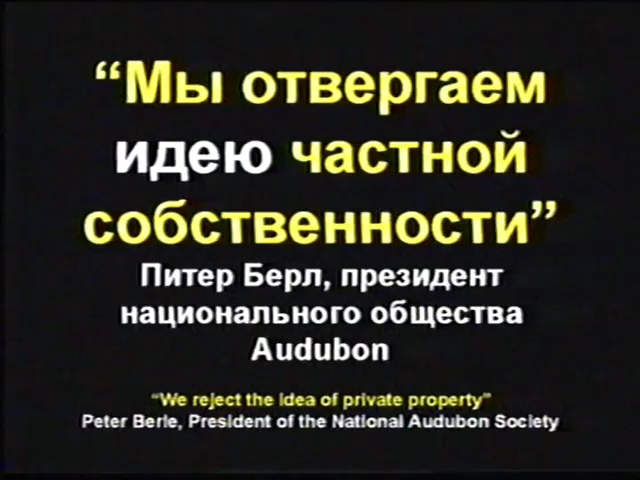 “Мы отвергаем
идею частной
собственности”
Питер Берл, президент
национального общества
Audubon
“We reject the idea of private property”
Peter Berle, President of the National Audubon Society